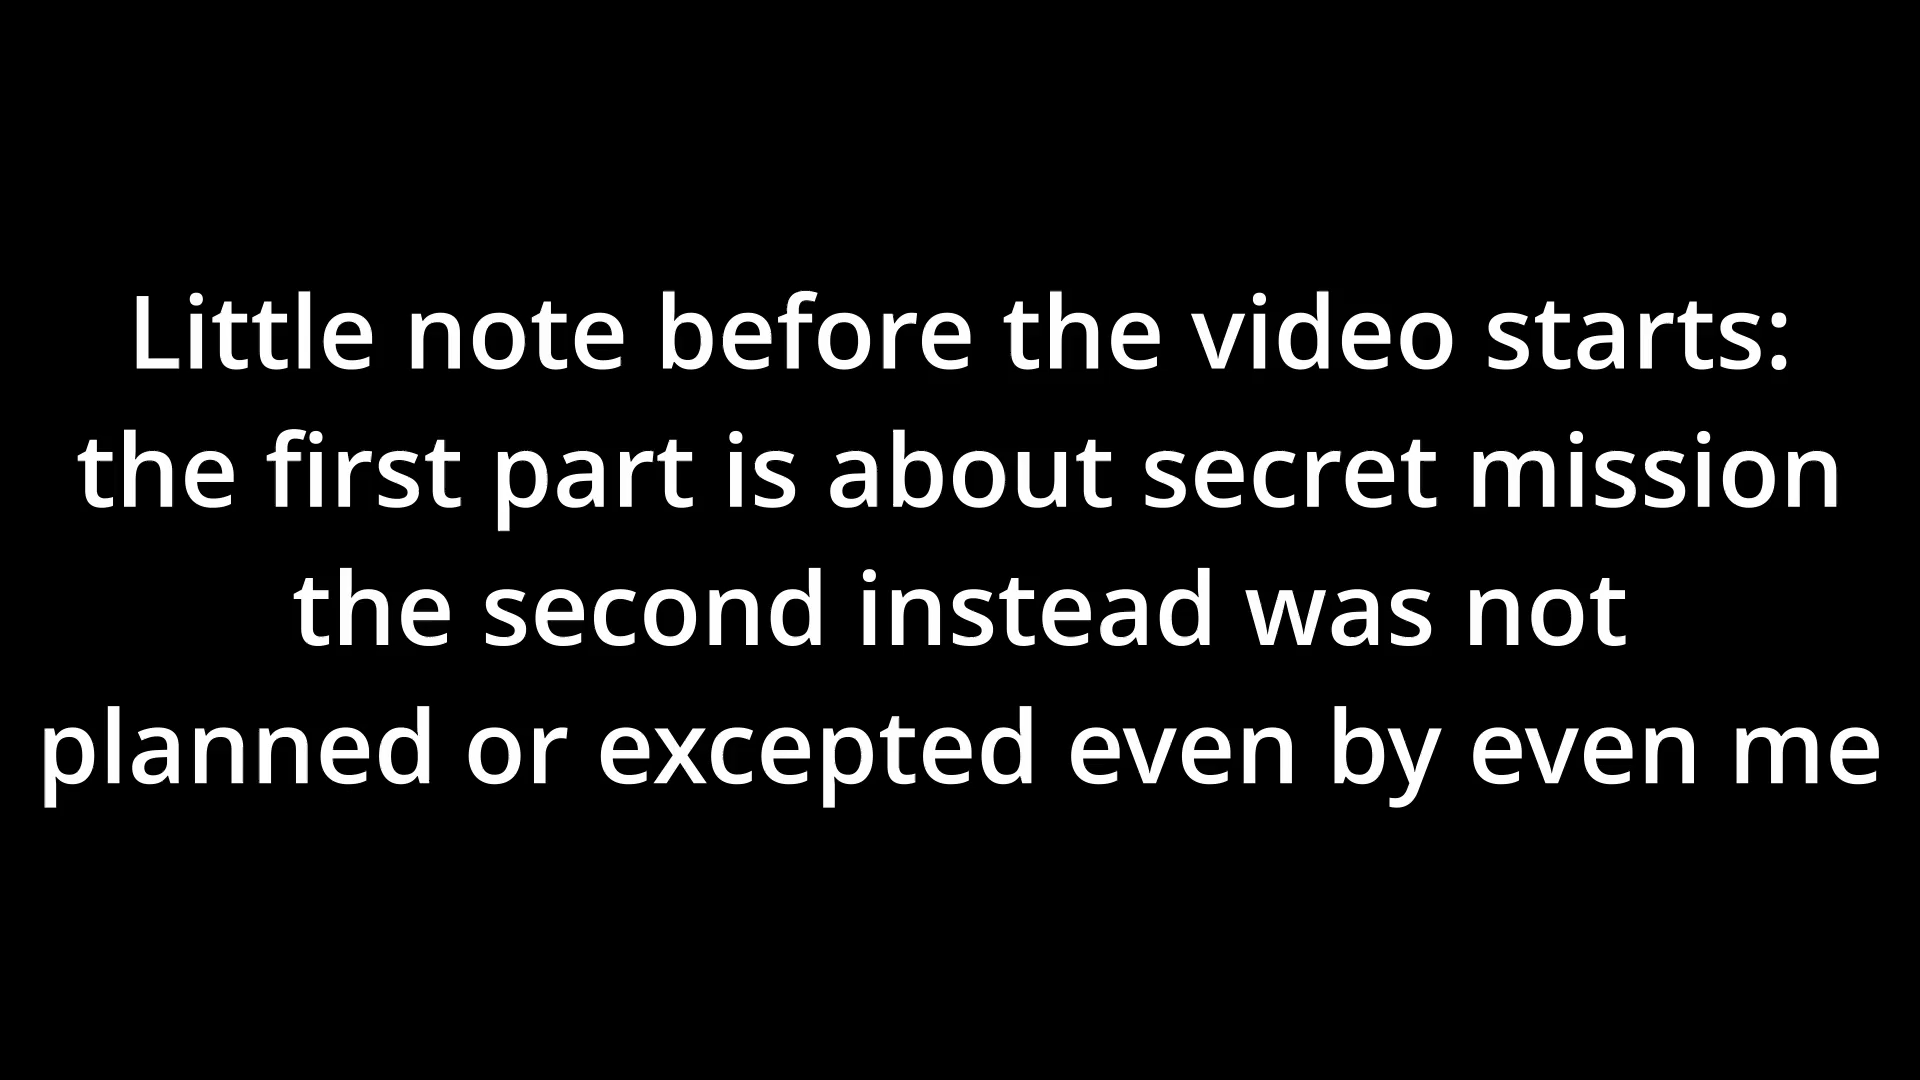 Little note before the video starts:
the first part is about secret mission
the second instead was not
planned or excepted even by even me